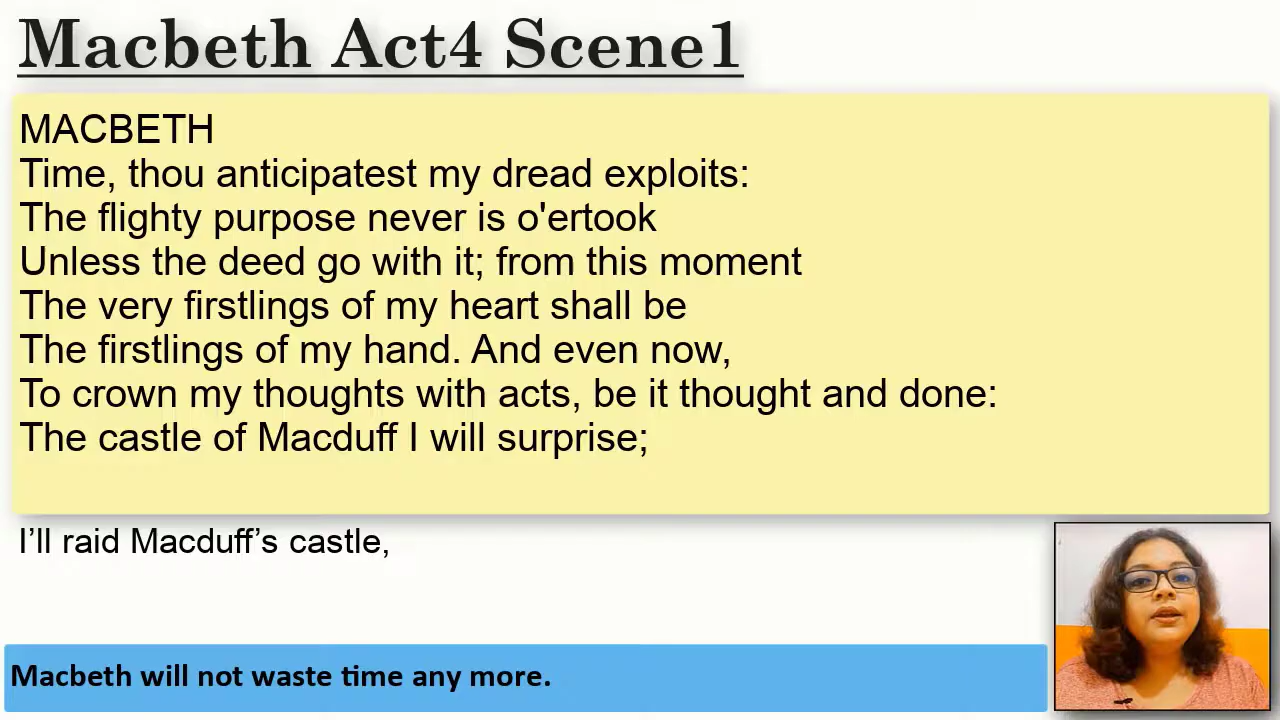 Macbeth Act4 Scene1
MACBETH
Time, thou anticipatest my dread exploits:
The flighty purpose never is o'ertook
Unless the deed go with it; from this moment
The very firstlings of my heart shall be
The firstlings of my hand. And even now,
To crown my thoughts with acts, be it thought and done:
The castle of Macduff I will surprise;
I’ll raid Macduff’s castle,
Macbeth will not waste time any more.